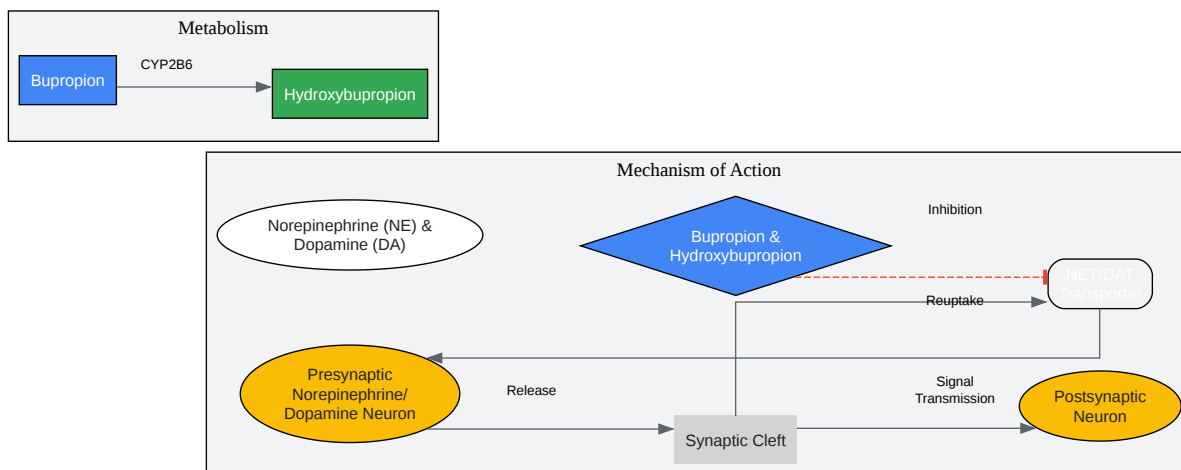 Metabolism
CYP2B6
Bupropion
Hydroxybupropion
Mechanism of Action
Norepinephrine (NE) &
Dopamine (DA)
Bupropion &
Hydroxybupropion
Inhibition
NET/DAT
Transporter
Reuptake
Presynaptic
Norepinephrine/
Dopamine Neuron
Release
Signal
Transmission
Postsynaptic
Neuron
Synaptic Cleft